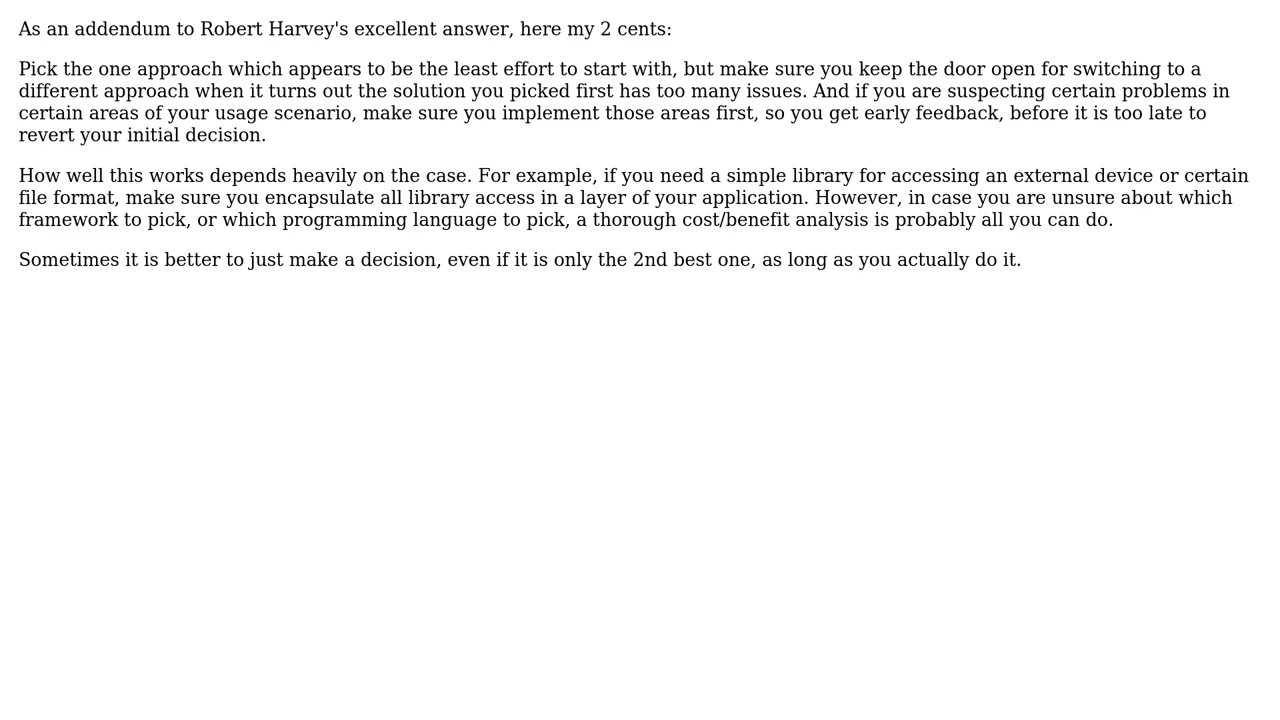 As an addendum to Robert Harvey's excellent answer, here my 2 cents:
Pick the one approach which appears to be the least effort to start with, but make sure you keep the door open for switching to a
different approach when it turns out the solution you picked first has too many issues. And if you are suspecting certain problems in
certain areas of your usage scenario, make sure you implement those areas first, so you get early feedback, before it is too late to
revert your initial decision.
How well this works depends heavily on the case. For example, if you need a simple library for accessing an external device or certain
file format, make sure you encapsulate all library access in a layer of your application. However, in case you are unsure about which
framework to pick, or which programming language to pick, a thorough cost/benefit analysis is probably all you can do.
Sometimes it is better to just make a decision, even if it is only the 2nd best one, as long as you actually do it.